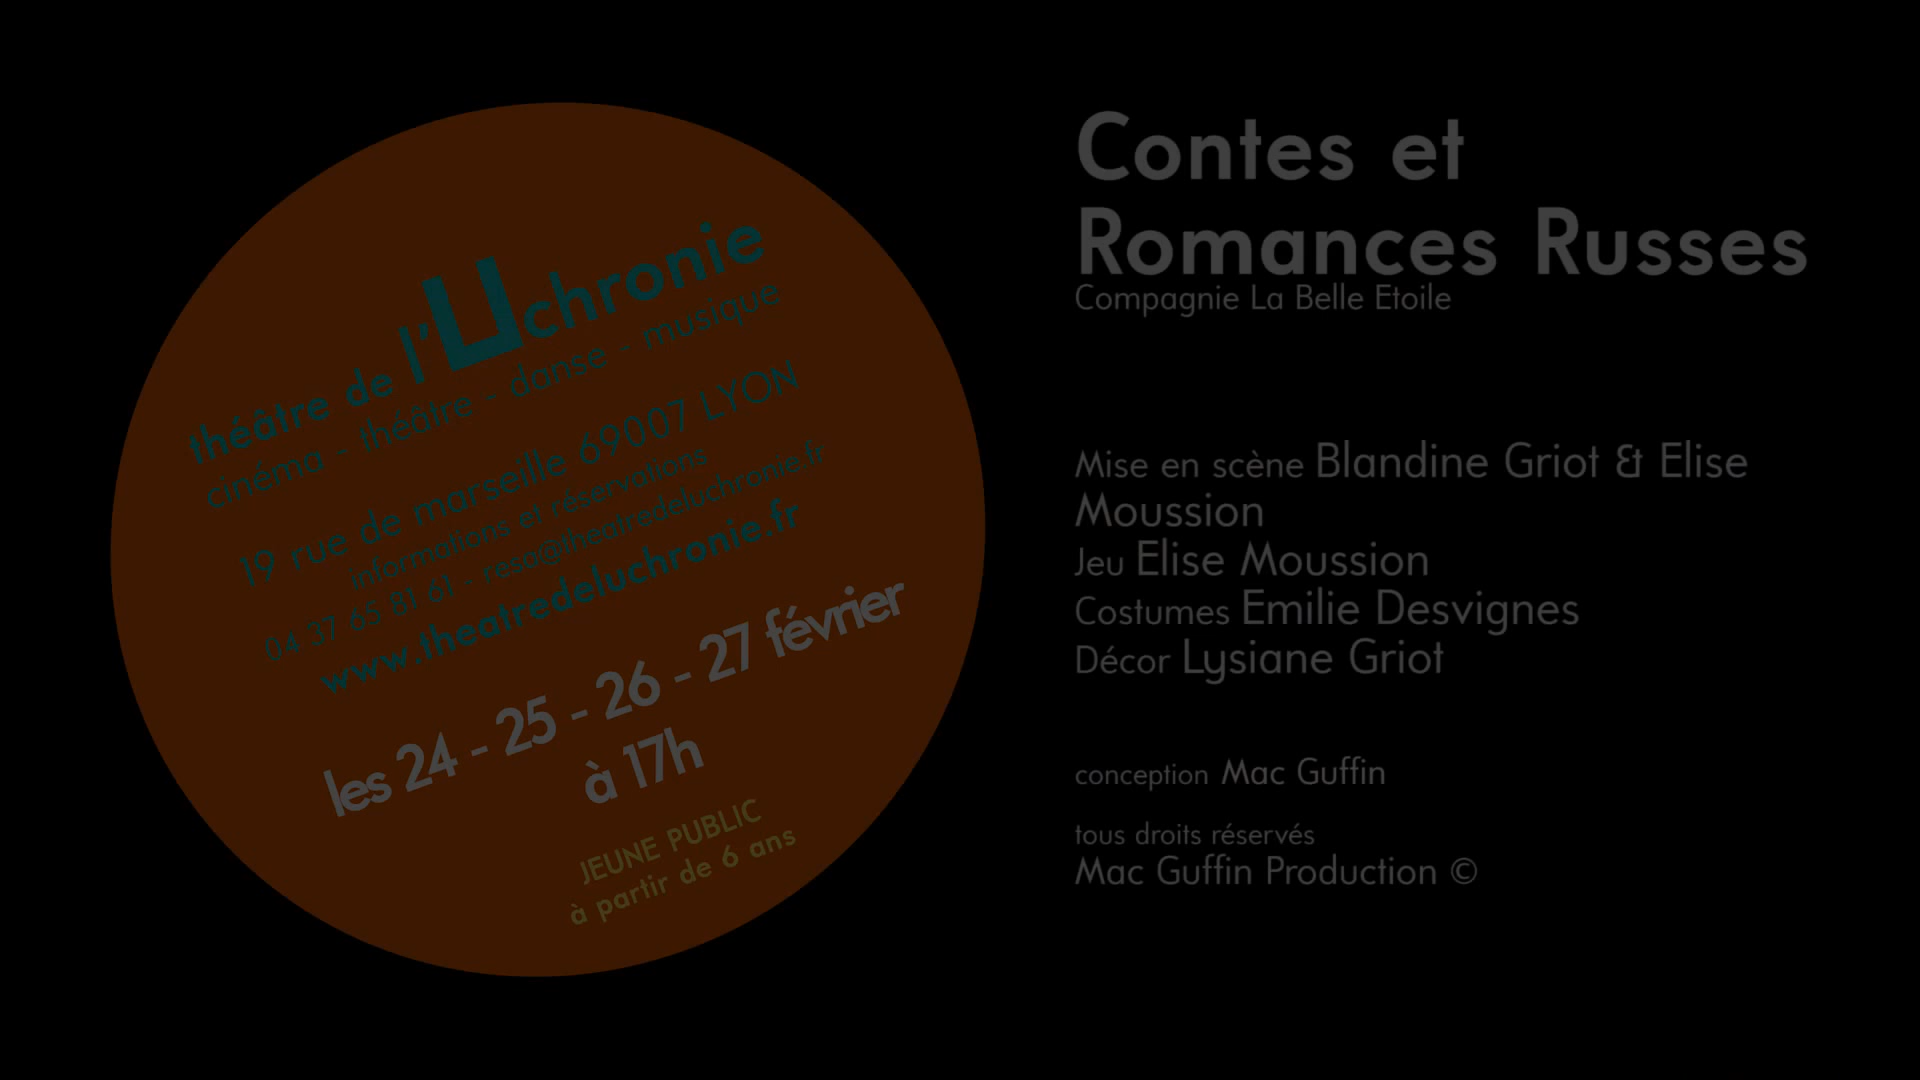 théâtre de l'Uchronie
cinéma - théâtre - danse - musique
19 rue de marseille 69007 LYON
informations et réservations
04 37 65 81 61 - resa@theatredeluchronie.fr
www.theatredeluchronie.fr
les 24 - 25 - 26 - 27 février
à 17h
JEUNE PUBLIC
à partir de 6 ans
Contes et
Romances Russes
Compagnie La Belle Etoile
Mise en scène Blandine Griot & Elise
Moussion
Jeu Elise Moussion
Costumes Emilie Desvignes
Décor Lysiane Griot
conception Mac Guffin
tous droits réservés
Mac Guffin Production ©